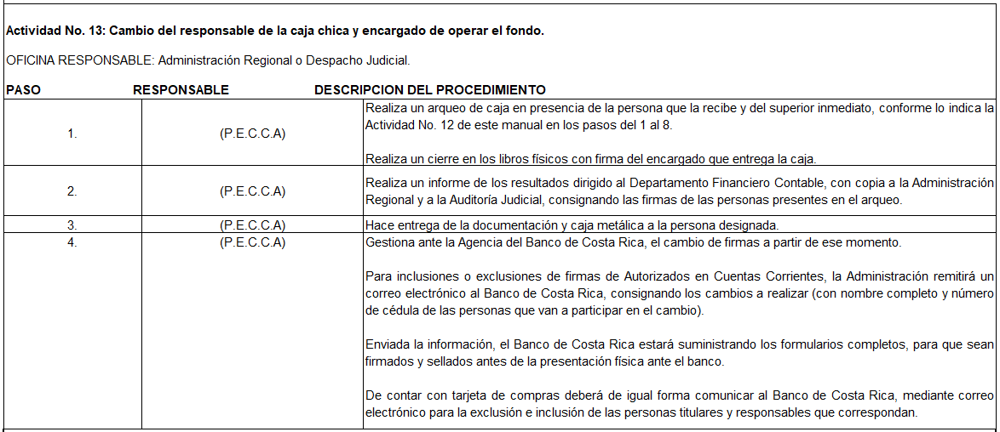 Actividad No. 13: Cambio del responsable de la caja chica y encargado de operar el fondo.
OFICINA RESPONSABLE: Administración Regional o Despacho Judicial.
PASO RESPONSABLE DESCRIPCION DEL PROCEDIMIENTO
1. (P.E.C.C.A)
Realiza un arqueo de caja en presencia de la persona que la recibe y del superior inmediato, conforme lo indica la
Actividad No. 12 de este manual en los pasos del 1 al 8.
Realiza un cierre en los libros físicos con firma del encargado que entrega la caja.
2. (P.E.C.C.A)
Realiza un informe de los resultados dirigido al Departamento Financiero Contable, con copia a la Administración
Regional y a la Auditoría Judicial, consignando las firmas de las personas presentes en el arqueo.
3. (P.E.C.C.A) Hace entrega de la documentación y caja metálica a la persona designada.
4. (P.E.C.C.A) Gestiona ante la Agencia del Banco de Costa Rica, el cambio de firmas a partir de ese momento.
Para inclusiones o exclusiones de firmas de Autorizados en Cuentas Corrientes, la Administración remitirá un
correo electrónico al Banco de Costa Rica, consignando los cambios a realizar (con nombre completo y número
de cédula de las personas que van a participar en el cambio).
Enviada la información, el Banco de Costa Rica estará suministrando los formularios completos, para que sean
firmados y sellados antes de la presentación física ante el banco.
De contar con tarjeta de compras deberá de igual forma comunicar al Banco de Costa Rica, mediante correo
electrónico para la exclusión e inclusión de las personas titulares y responsables que correspondan.